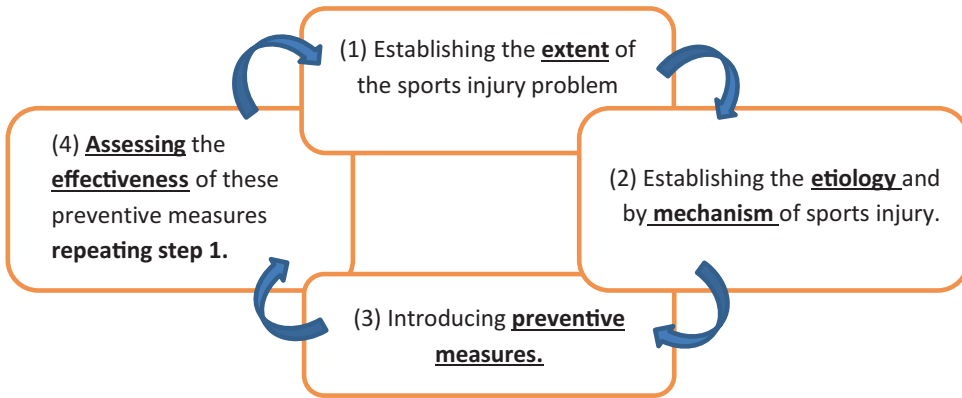 (1) Establishing the extent of
the sports injury problem
(2) Establishing the etiology and
by mechanism of sports injury.
(3) Introducing preventive
measures.
(4) Assessing the
effectiveness of these
preventive measures
repeating step 1.